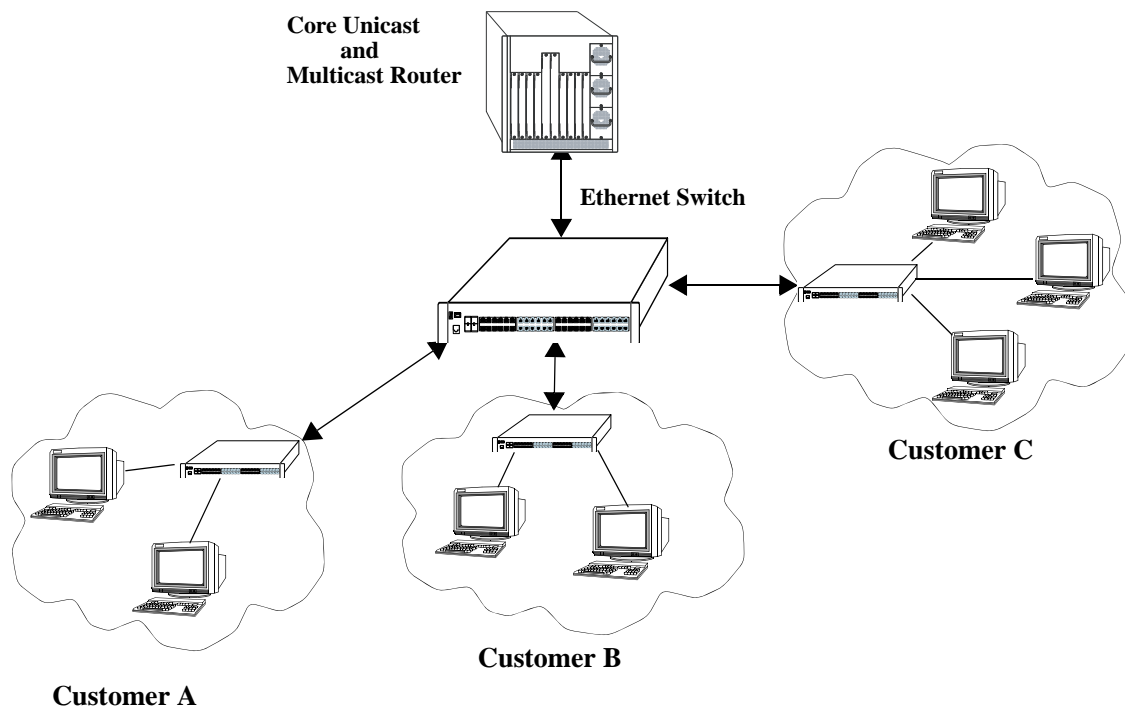 Core Unicast
and
Multicast Router
Ethernet Switch
Customer C
Customer B
Customer A